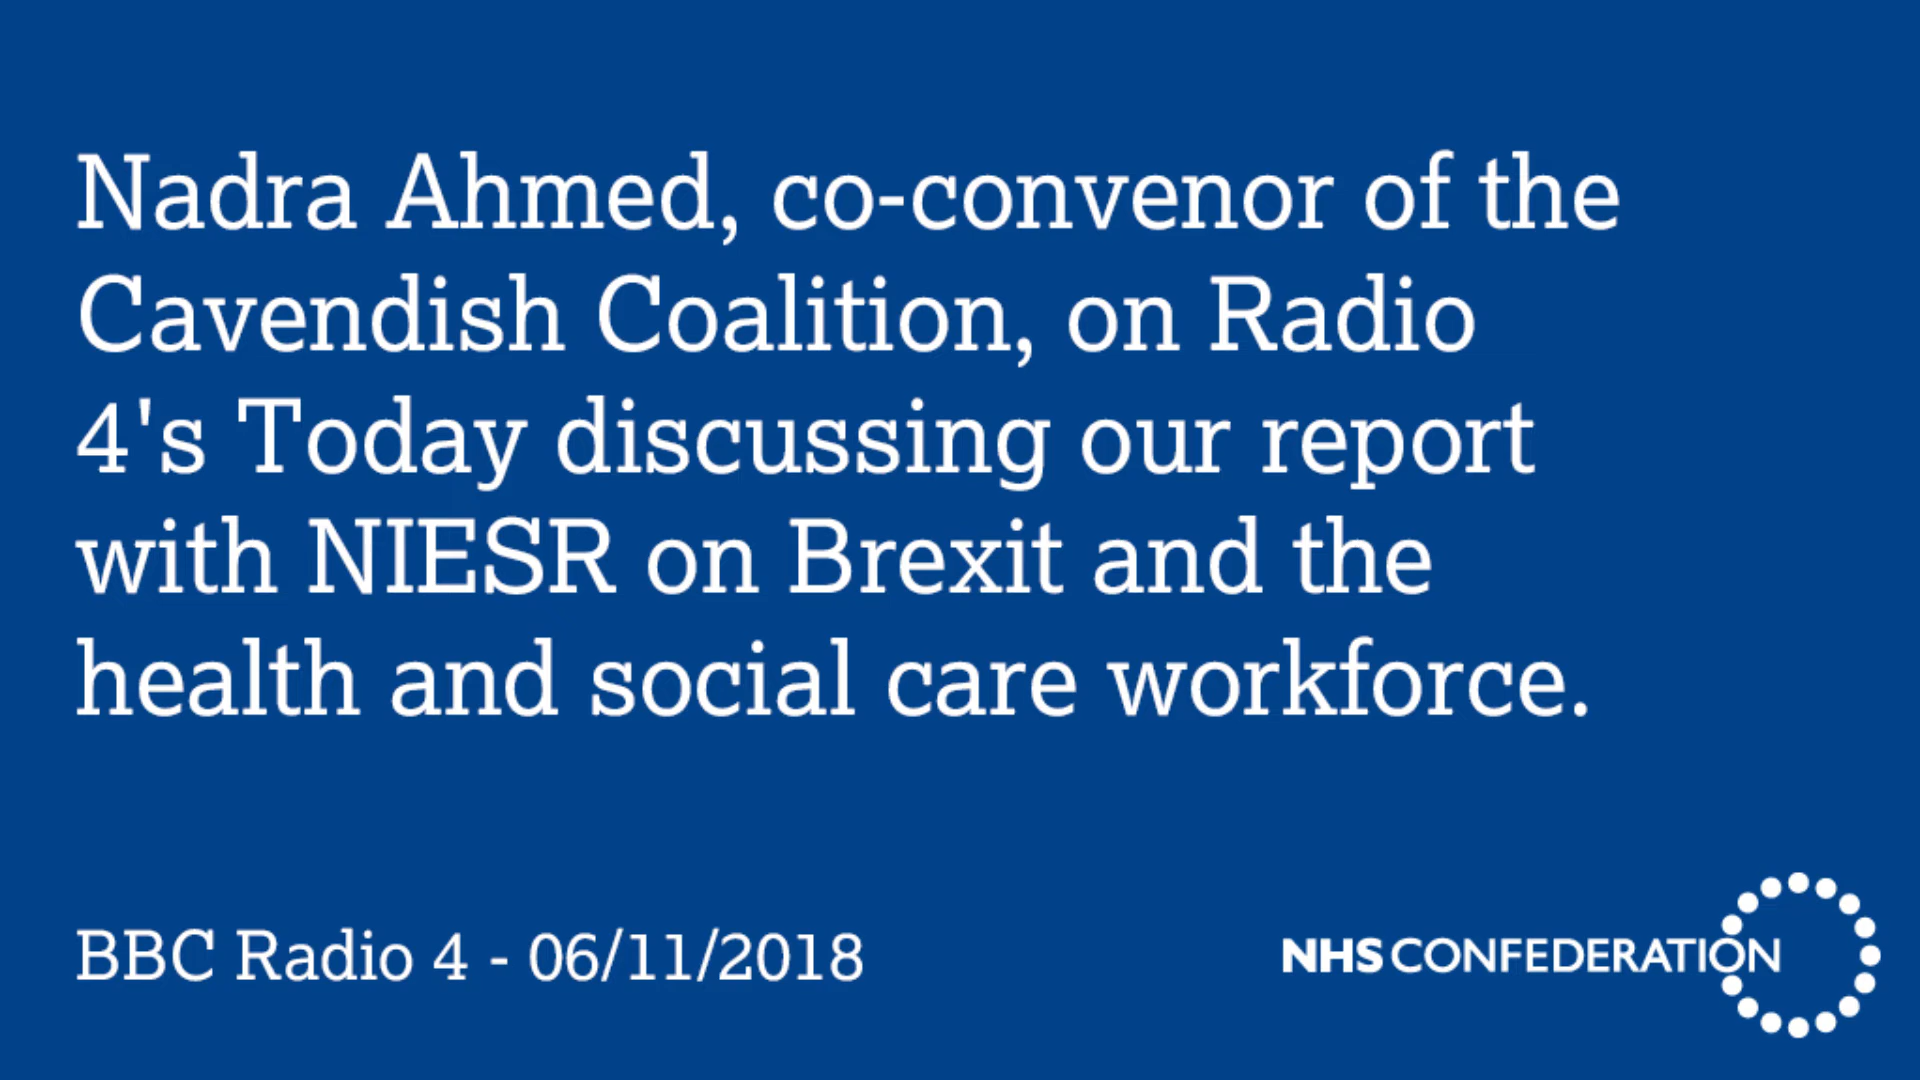 Nadra Ahmed, co-convenor of the
Cavendish Coalition, on Radio
4's Today discussing our report
with NIESR on Brexit and the
health and social care workforce.
BBC Radio 4 - 06/11/2018
NHS CONFEDERATION